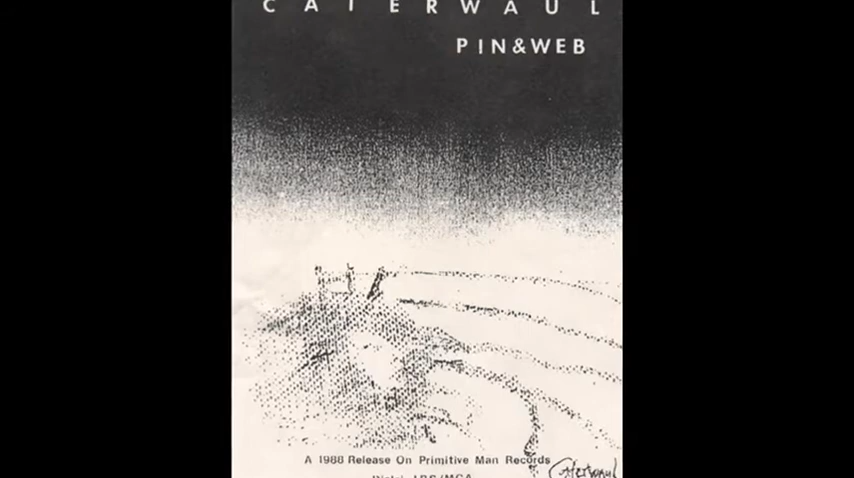 CATERWAUL
PIN&WEB
A 1988 Release On Primitive Man Records
Caterwaul